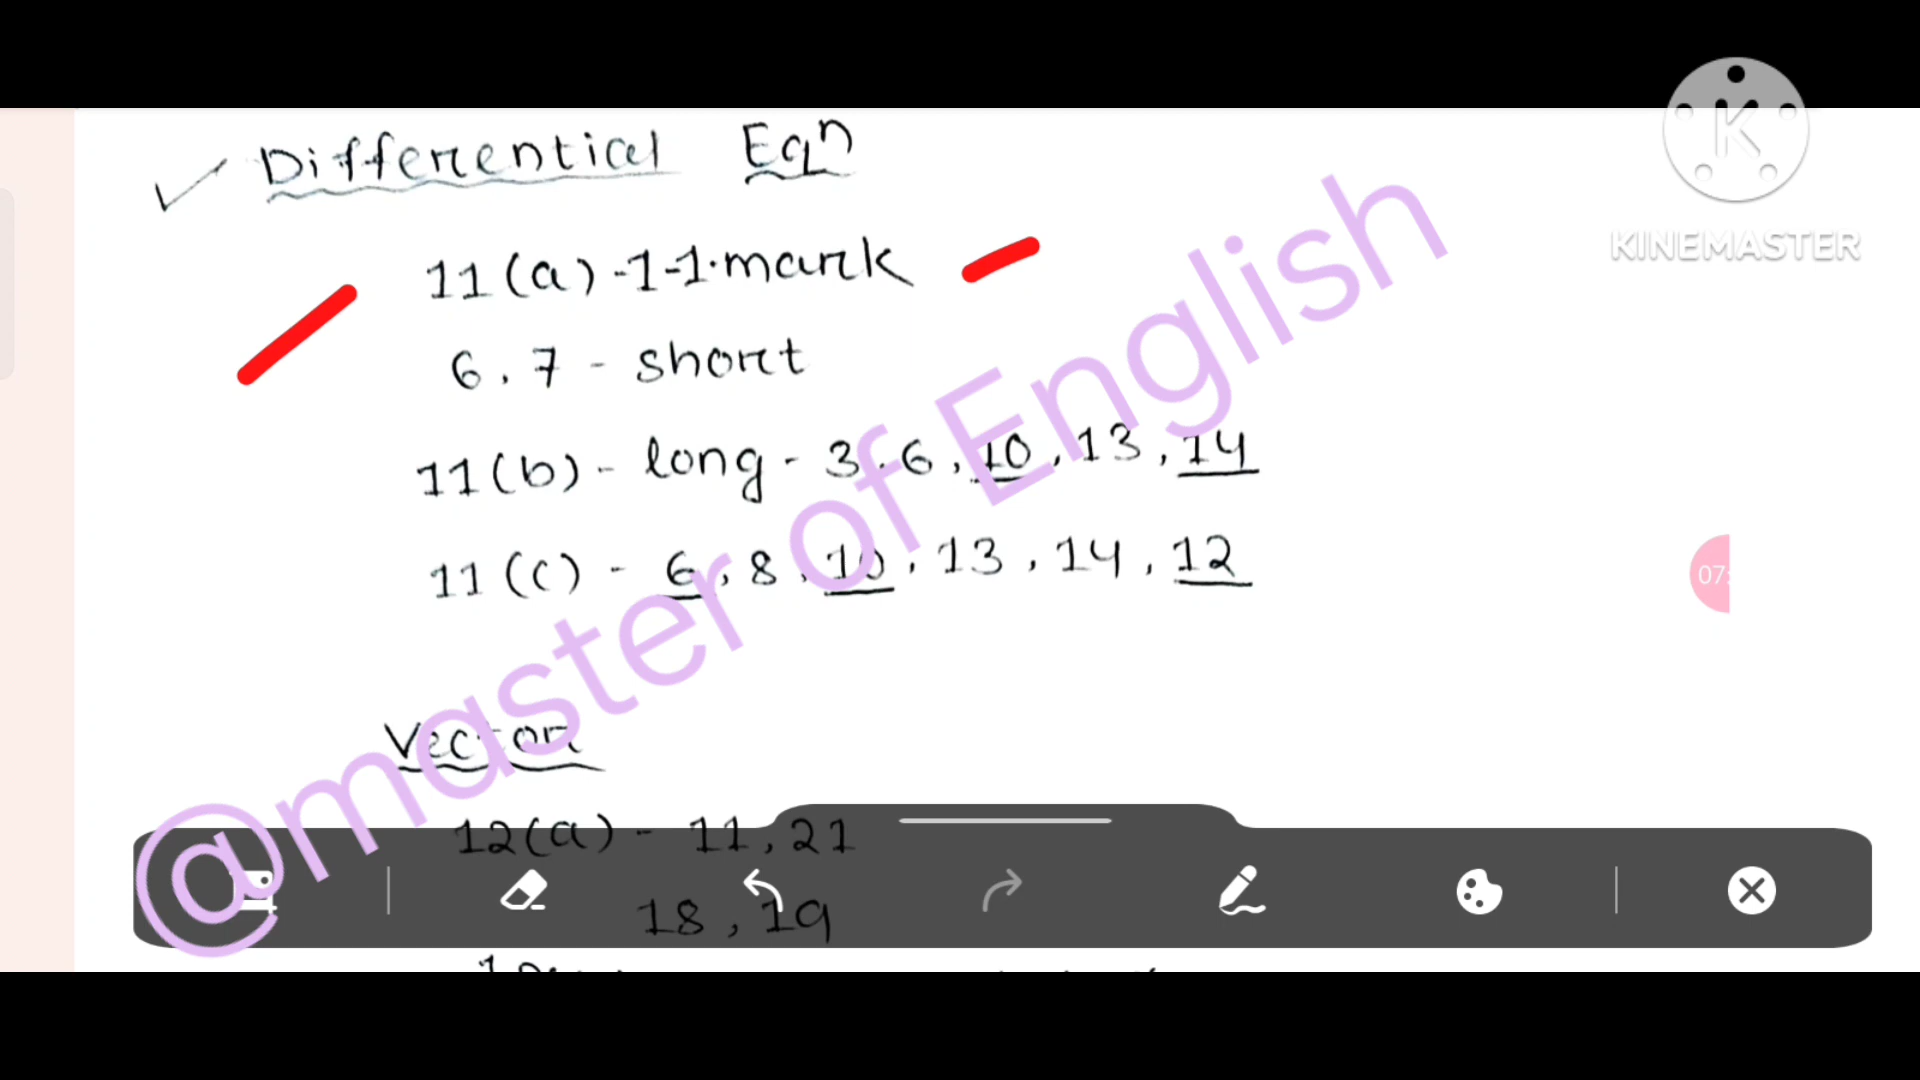 Differential Eqn
11(a) -1-1.mark
6, 7 - short
11(b) - long - 3, 6, 10, 13, 14
11(c) - 6, 8, 10, 13, 14, 12
Vector
12(a) - 11, 21
18, 19
@master of English
KINEMASTER
07: